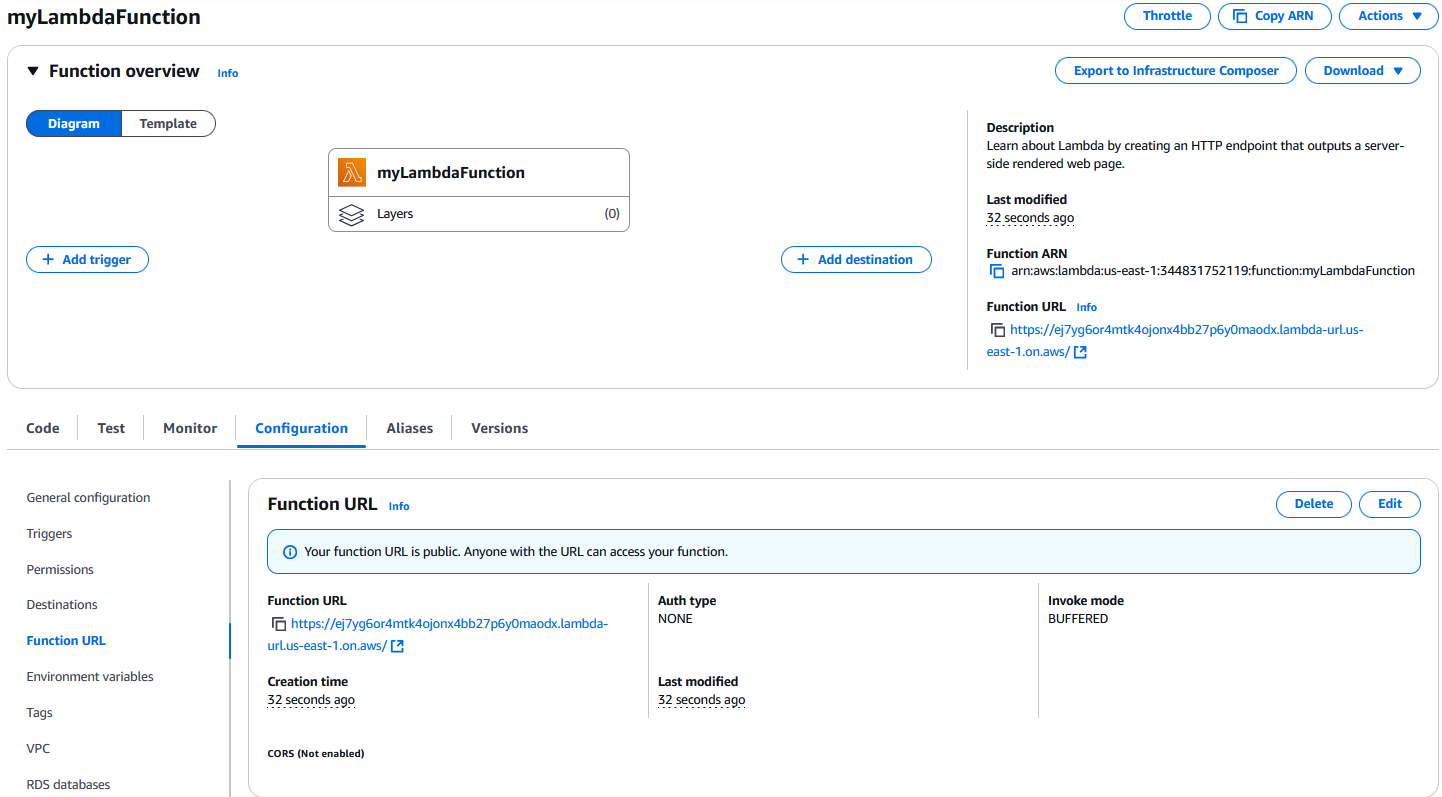 myLambdaFunction
Throttle
Copy ARN
Actions
Function overview Info
Export to Infrastructure Composer
Download
Diagram
Template
myLambdaFunction
Layers (0)
Add trigger
Add destination
Description
Learn about Lambda by creating an HTTP endpoint that outputs a server-
side rendered web page.
Last modified
32 seconds ago
Function ARN
arn:aws:lambda:us-east-1:344831752119:function:myLambdaFunction
Function URL Info
https://ej7yg6or4mtk4ojonx4bb27p6y0maodx.lambda-url.us-
east-1.on.aws/
Code
Test
Monitor
Configuration
Aliases
Versions
General configuration
Triggers
Permissions
Destinations
Function URL
Environment variables
Tags
VPC
RDS databases
Function URL Info
Delete
Edit
Your function URL is public. Anyone with the URL can access your function.
Function URL
https://ej7yg6or4mtk4ojonx4bb27p6y0maodx.lambda-
url.us-east-1.on.aws/
Auth type
NONE
Invoke mode
BUFFERED
Creation time
32 seconds ago
Last modified
32 seconds ago
CORS (Not enabled)